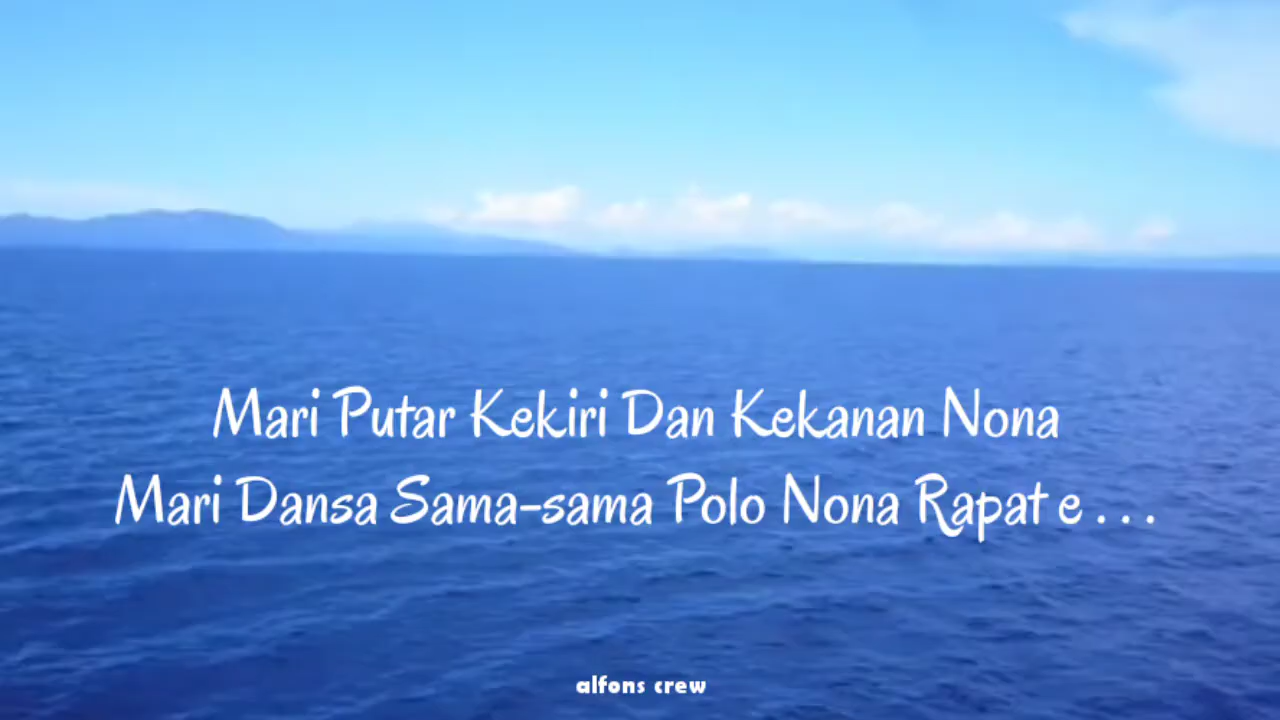 Mari Putar Kekiri Dan Kekanan Nona
Mari Dansa Sama-sama Polo Nona Rapat e . . .
alfons crew